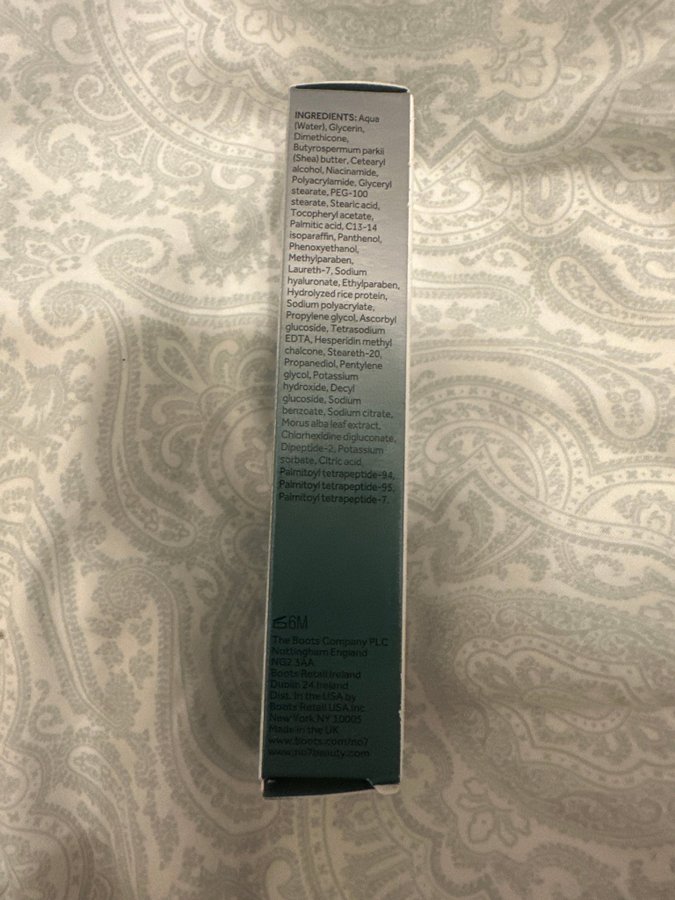 INGREDIENTS: Aqua
(Water), Glycerin,
Dimethicone,
Butyrospermum parkii
(Shea) butter, Cetearyl
alcohol, Niacinamide,
Polyacrylamide, Glyceryl
stearate, PEG-100
stearate, Stearic acid,
Tocopheryl acetate,
Palmitic acid, C13-14
isoparaffin, Panthenol,
Phenoxyethanol,
Methylparaben,
Laureth-7, Sodium
hyaluronate, Ethylparaben,
Hydrolyzed rice protein,
Sodium polyacrylate,
Propylene glycol, Ascorbyl
glucoside, Tetrasodium
EDTA, Hesperidin methyl
chalcone, Steareth-20,
Propanediol, Pentylene
glycol, Potassium
hydroxide, Decyl
glucoside, Sodium
benzoate, Sodium citrate,
Morus alba leaf extract,
Chlorhexidine digluconate,
Dipeptide-2, Potassium
sorbate, Citric acid,
Palmitoyl tetrapeptide-94,
Palmitoyl tetrapeptide-95,
Palmitoyl tetrapeptide-7.
6M
The Boots Company PLC
Nottingham England
NG2 3AA
Boots Retail Ireland
Dublin 24 Ireland
Dist. in the USA by
Boots Retail USA Inc
New York NY 10005
Made in the UK
www.boots.com/no7
www.no7beauty.com